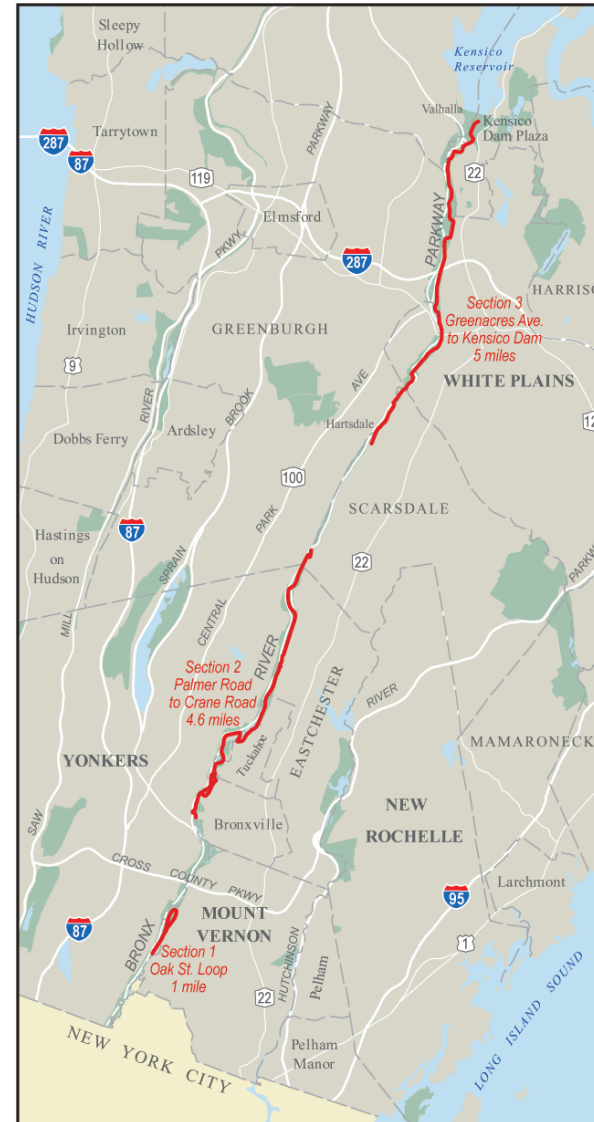 Sleepy
Hollow
Kensico
Reservoir
Valhalla
Kensico
Dam Plaza
Tarrytown
287
87
119
22
PARKWAY
Elmsford
PARKWAY
PKWY
287
HUDSON RIVER
HARRISO
Section 3
Greenacres Ave.
to Kensico Dam
5 miles
Irvington
GREENBURGH
9
WHITE PLAINS
RIVER
BROOK
AVE
Dobbs Ferry
Ardsley
Hartsdale
12
100
SCARSDALE
PARK
87
Hastings
on
Hudson
22
SPRAIN
PARKW
MILL
CENTRAL
RIVER
Section 2
Palmer Road
to Crane Road
4.6 miles
EASTCHESTER
RIVER
Tuckahoe
MAMARONECK
YONKERS
NEW
ROCHELLE
SAW
Bronxville
CROSS COUNTY PKWY
Larchmont
95
87
MOUNT
VERNON
BRONX
Section 1
Oak St. Loop
1 mile
1
HUTCHINSON
Pelham
22
LONG ISLAND SOUND
NEW YORK CITY
Pelham
Manor